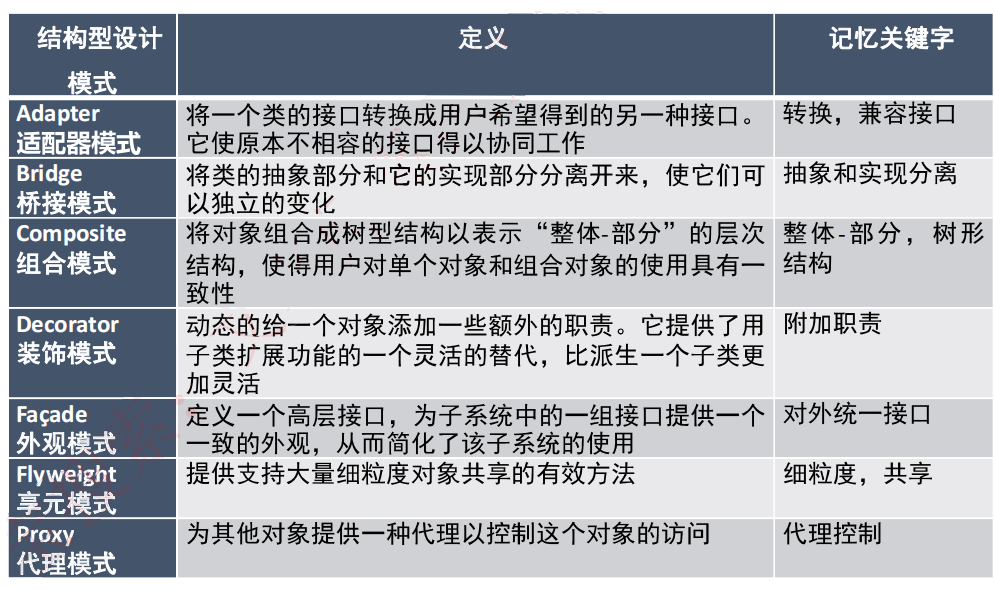 结构型设计 定义 记忆关键字
模式
Adapter
适配器模式
将一个类的接口转换成用户希望得到的另一种接口。
它使原本不相容的接口得以协同工作
转换，兼容接口
Bridge
桥接模式
将类的抽象部分和它的实现部分分离开来，使它们可
以独立的变化
抽象和实现分离
Composite
组合模式
将对象组合成树型结构以表示“整体-部分”的层次
结构，使得用户对单个对象和组合对象的使用具有一
致性
整体-部分，树形
结构
Decorator
装饰模式
动态的给一个对象添加一些额外的职责。它提供了用
子类扩展功能的一个灵活的替代，比派生一个子类更
加灵活
附加职责
Façade
外观模式
定义一个高层接口，为子系统中的一组接口提供一个
一致的外观，从而简化了该子系统的使用
对外统一接口
Flyweight
享元模式
提供支持大量细粒度对象共享的有效方法
细粒度，共享
Proxy
代理模式
为其他对象提供一种代理以控制这个对象的访问
代理控制